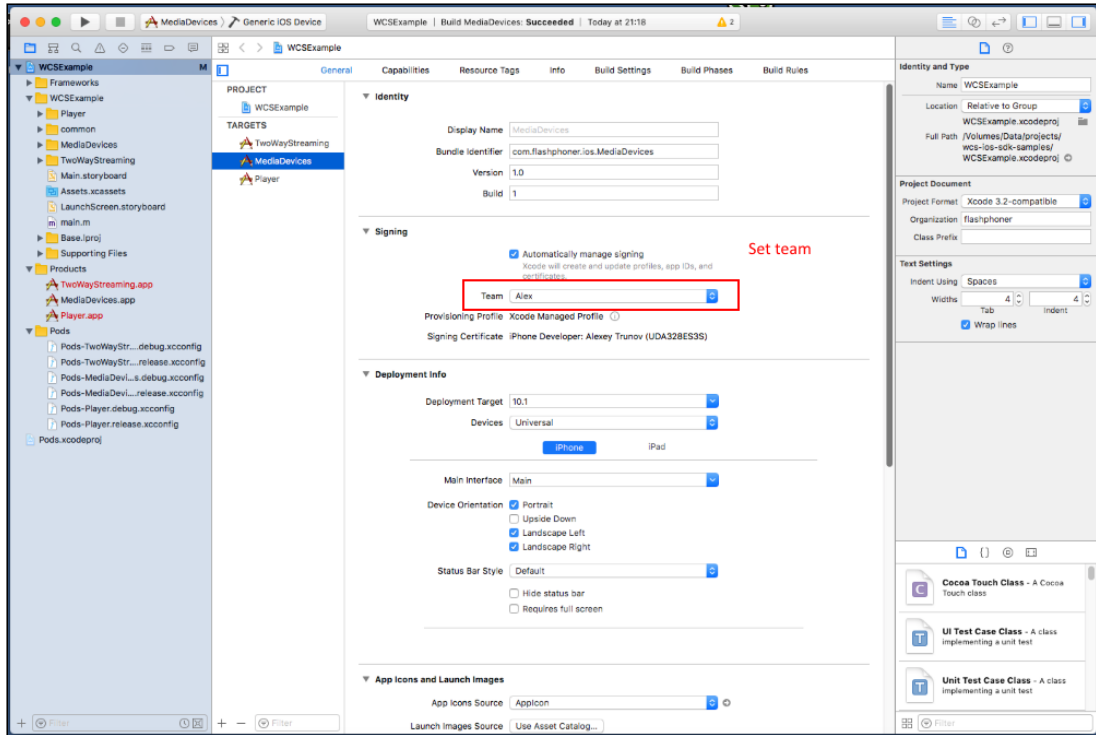 MediaDevices
Generic iOS Device
WCSExample | Build MediaDevices: Succeeded | Today at 21:18
2
WCSExample
M
Frameworks
WCSExample
Player
common
MediaDevices
TwoWayStreaming
Main.storyboard
Assets.xcassets
LaunchScreen.storyboard
m main.m
Base.lproj
Supporting Files
Products
TwoWayStreaming.app
MediaDevices.app
Player.app
Pods
Pods-TwoWayStr....debug.xcconfig
Pods-TwoWayStr...release.xcconfig
Pods-MediaDevi...s.debug.xcconfig
Pods-MediaDevi....release.xcconfig
Pods-Player.debug.xcconfig
Pods-Player.release.xcconfig
Pods.xcodeproj
Filter
WCSExample
General Capabilities Resource Tags Info Build Settings Build Phases Build Rules
PROJECT
WCSExample
TARGETS
TwoWayStreaming
MediaDevices
Player
Filter
Identity
Display Name MediaDevices
Bundle Identifier com.flashphoner.ios.MediaDevices
Version 1.0
Build 1
Signing
Automatically manage signing
Xcode will create and update profiles, app IDs, and
certificates.
Set team
Team Alex
Provisioning Profile Xcode Managed Profile
Signing Certificate iPhone Developer: Alexey Trunov (UDA328ES3S)
Deployment Info
Deployment Target 10.1
Devices Universal
iPhone iPad
Main Interface Main
Device Orientation Portrait
Upside Down
Landscape Left
Landscape Right
Status Bar Style Default
Hide status bar
Requires full screen
App Icons and Launch Images
App Icons Source AppIcon
Launch Images Source Use Asset Catalog...
Identity and Type
Name WCSExample
Location Relative to Group
WCSExample.xcodeproj
Full Path /Volumes/Data/projects/
wcs-ios-sdk-samples/
WCSExample.xcodeproj
Project Document
Project Format Xcode 3.2-compatible
Organization flashphoner
Class Prefix
Text Settings
Indent Using Spaces
Widths 4 4
Tab Indent
Wrap lines
C
Cocoa Touch Class - A Cocoa
Touch class
T
UI Test Case Class - A class
implementing a unit test
T
Unit Test Case Class - A class
implementing a unit test
Filter